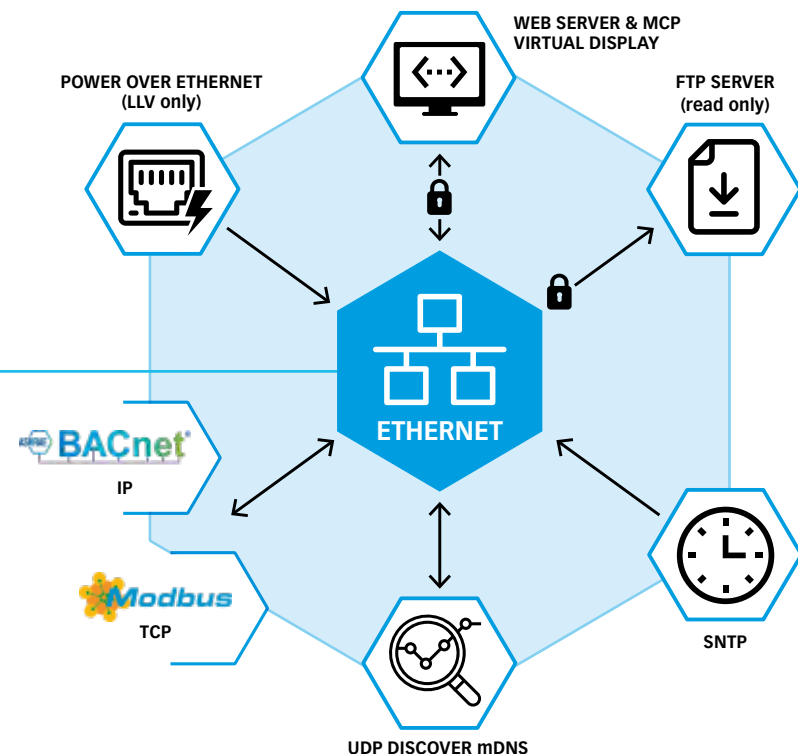 WEB SERVER & MCP
VIRTUAL DISPLAY
POWER OVER ETHERNET
(LLV only)
FTP SERVER
(read only)
ETHERNET
BACnet®
IP
Modbus
TCP
SNTP
UDP DISCOVER mDNS